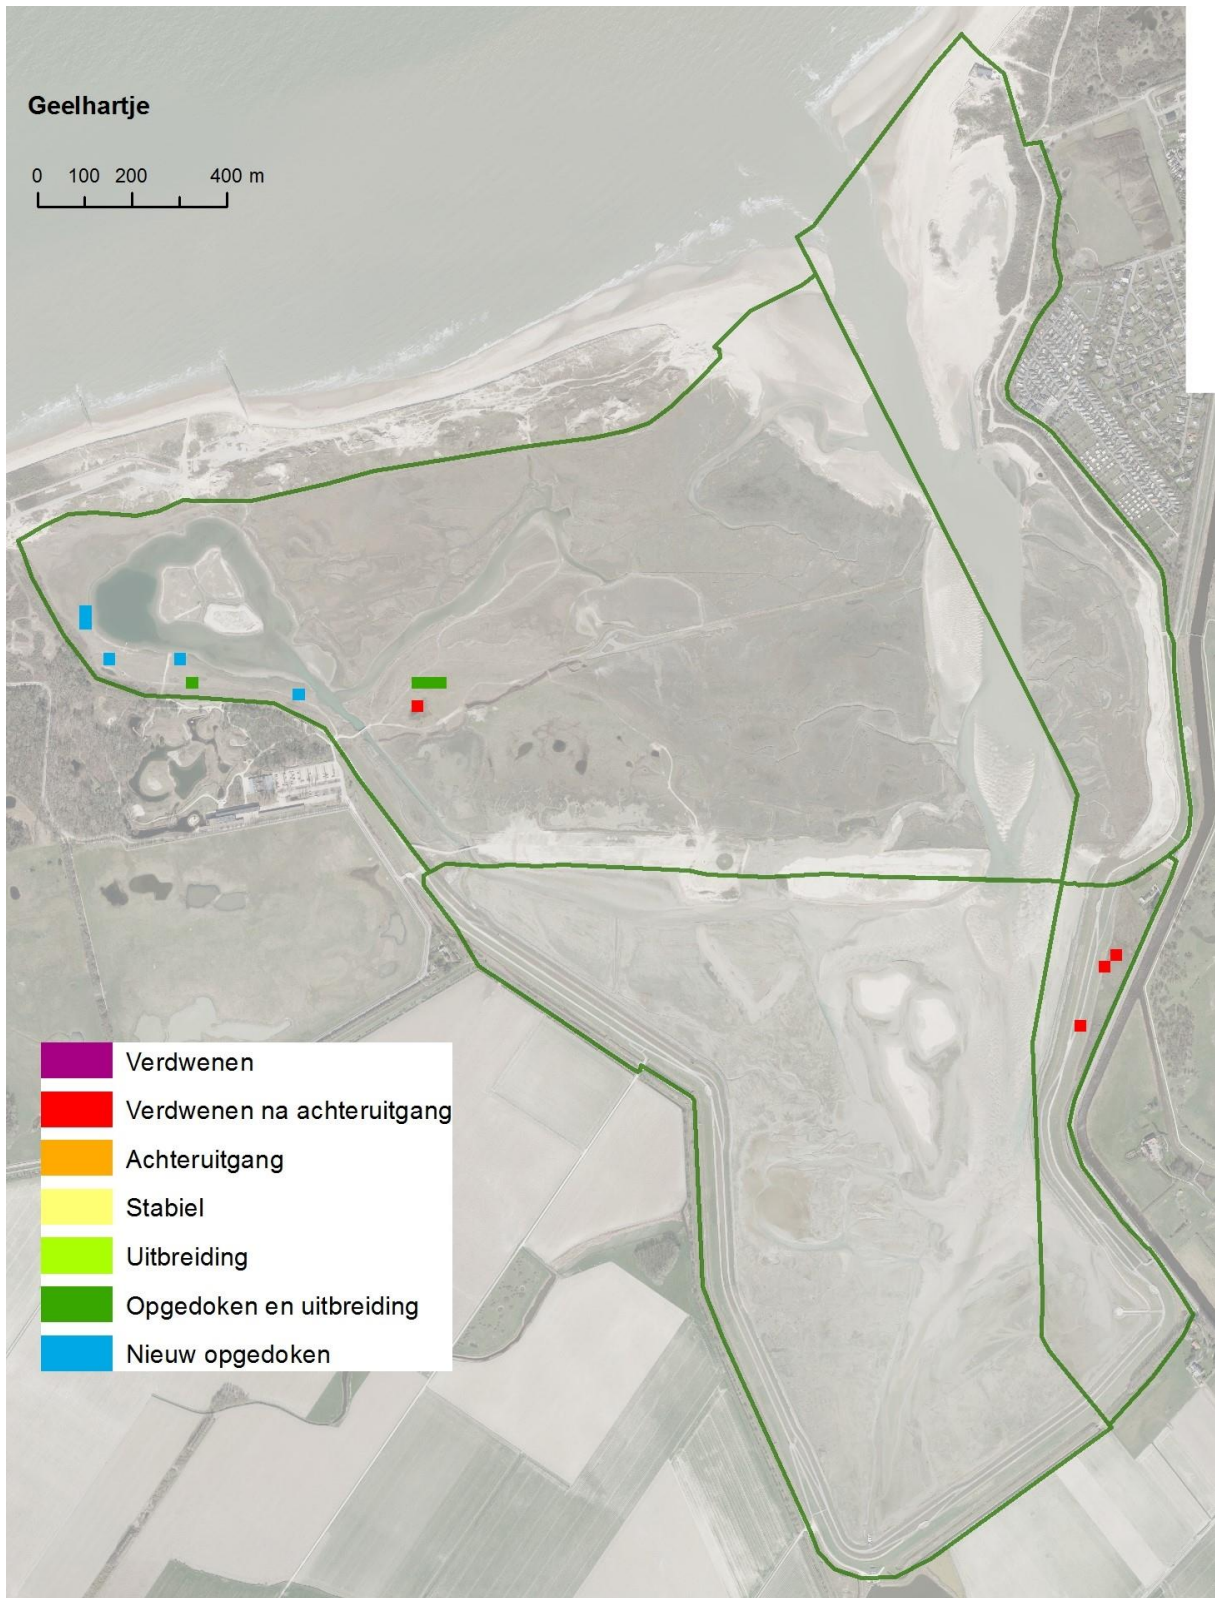 Geelhartje
0 100 200 400 m
Verdwenen
Verdwenen na achteruitgang
Achteruitgang
Stabiel
Uitbreiding
Opgedoken en uitbreiding
Nieuw opgedoken